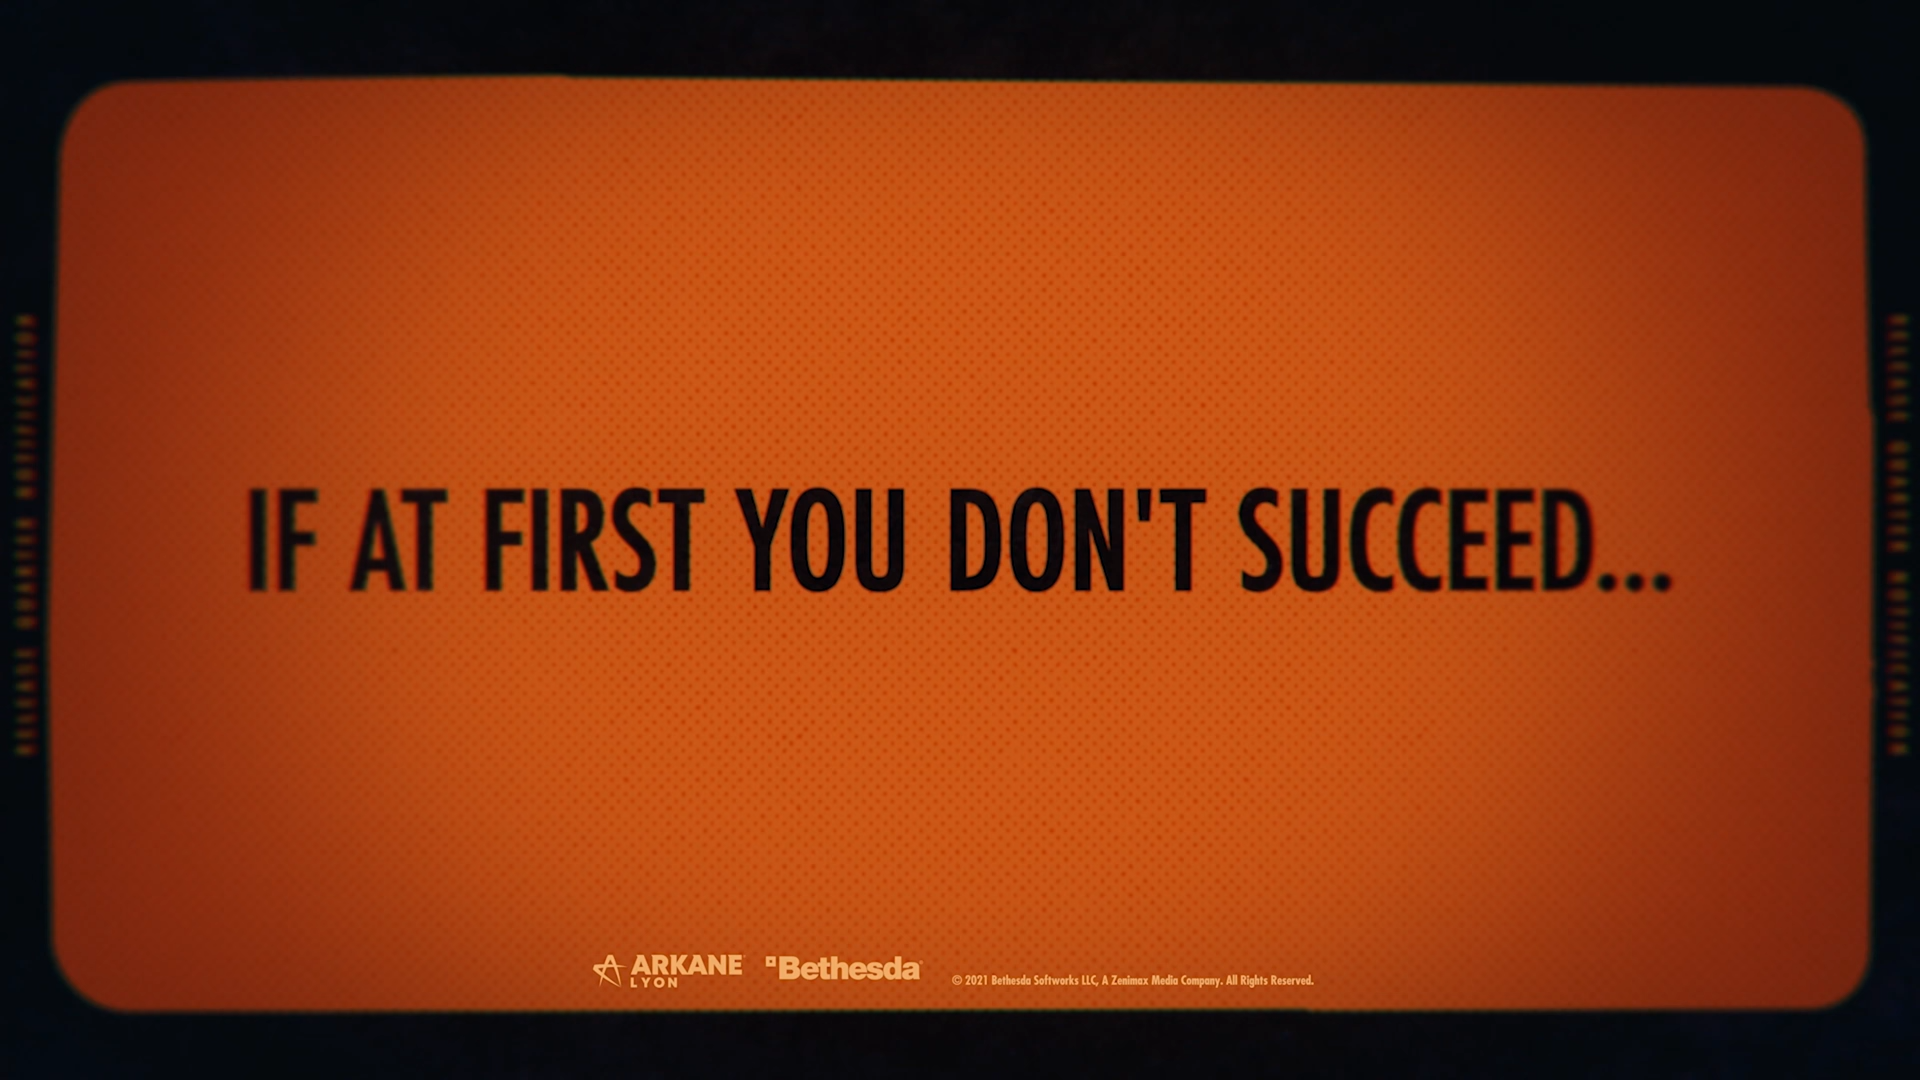 IF AT FIRST YOU DON'T SUCCEED...
ARKANE
LYON
Bethesda
© 2021 Bethesda Softworks LLC, A Zenimax Media Company. All Rights Reserved.